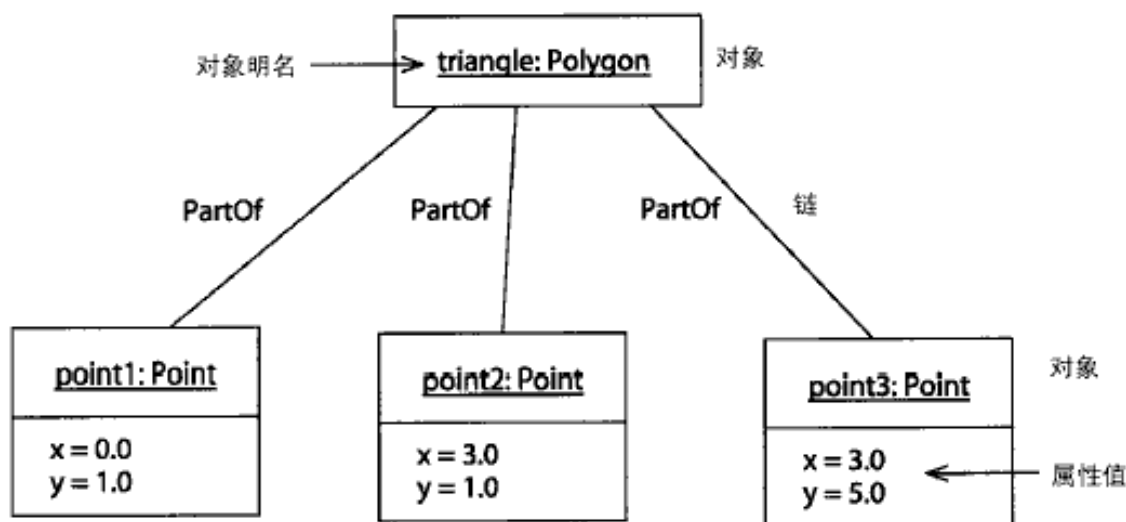 对象明名
triangle: Polygon
对象
PartOf
PartOf
PartOf
链
point1: Point
x = 0.0
y = 1.0
point2: Point
x = 3.0
y = 1.0
point3: Point
x = 3.0
y = 5.0
对象
属性值